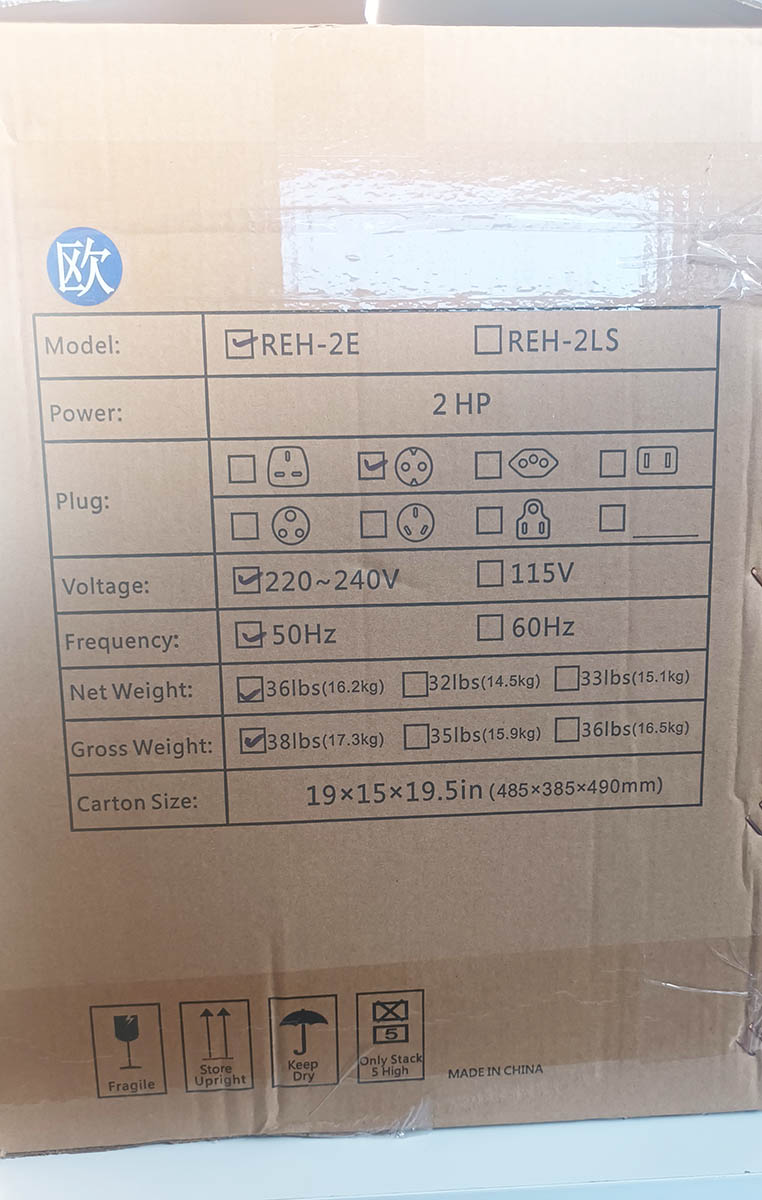 欧
Model: REH-2E REH-2LS
Power: 2 HP
Plug:
Voltage: 220~240V 115V
Frequency: 50Hz 60Hz
Net Weight: 36lbs(16.2kg) 32lbs(14.5kg) 33lbs(15.1kg)
Gross Weight: 38lbs(17.3kg) 35lbs(15.9kg) 36lbs(16.5kg)
Carton Size: 19×15×19.5in (485×385×490mm)
5
Fragile
Store
Upright
Keep
Dry
Only Stack
5 High
MADE IN CHINA